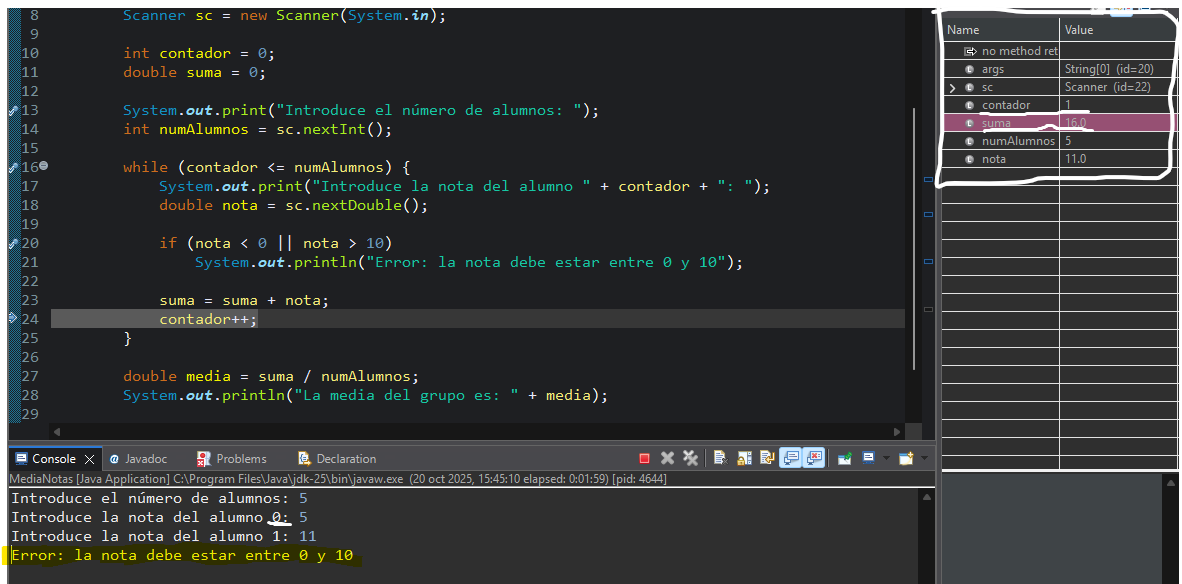 8 Scanner sc = new Scanner(System.in);
9
10 int contador = 0;
11 double suma = 0;
12
13 System.out.print("Introduce el número de alumnos: ");
14 int numAlumnos = sc.nextInt();
15
16 while (contador <= numAlumnos) {
17 System.out.print("Introduce la nota del alumno " + contador + ": ");
18 double nota = sc.nextDouble();
19
20 if (nota < 0 || nota > 10)
21 System.out.println("Error: la nota debe estar entre 0 y 10");
22
23 suma = suma + nota;
24 contador++;
25 }
26
27 double media = suma / numAlumnos;
28 System.out.println("La media del grupo es: " + media);
29
Name Value
no method ret
args String[0] (id=20)
sc Scanner (id=22)
contador 1
suma 16.0
numAlumnos 5
nota 11.0
Console Javadoc Problems Declaration
MediaNotas [Java Application] C:\Program Files\Java\jdk-25\bin\javaw.exe (20 oct 2025, 15:45:10 elapsed: 0:01:59) [pid: 4644]
Introduce el número de alumnos: 5
Introduce la nota del alumno 0: 5
Introduce la nota del alumno 1: 11
Error: la nota debe estar entre 0 y 10